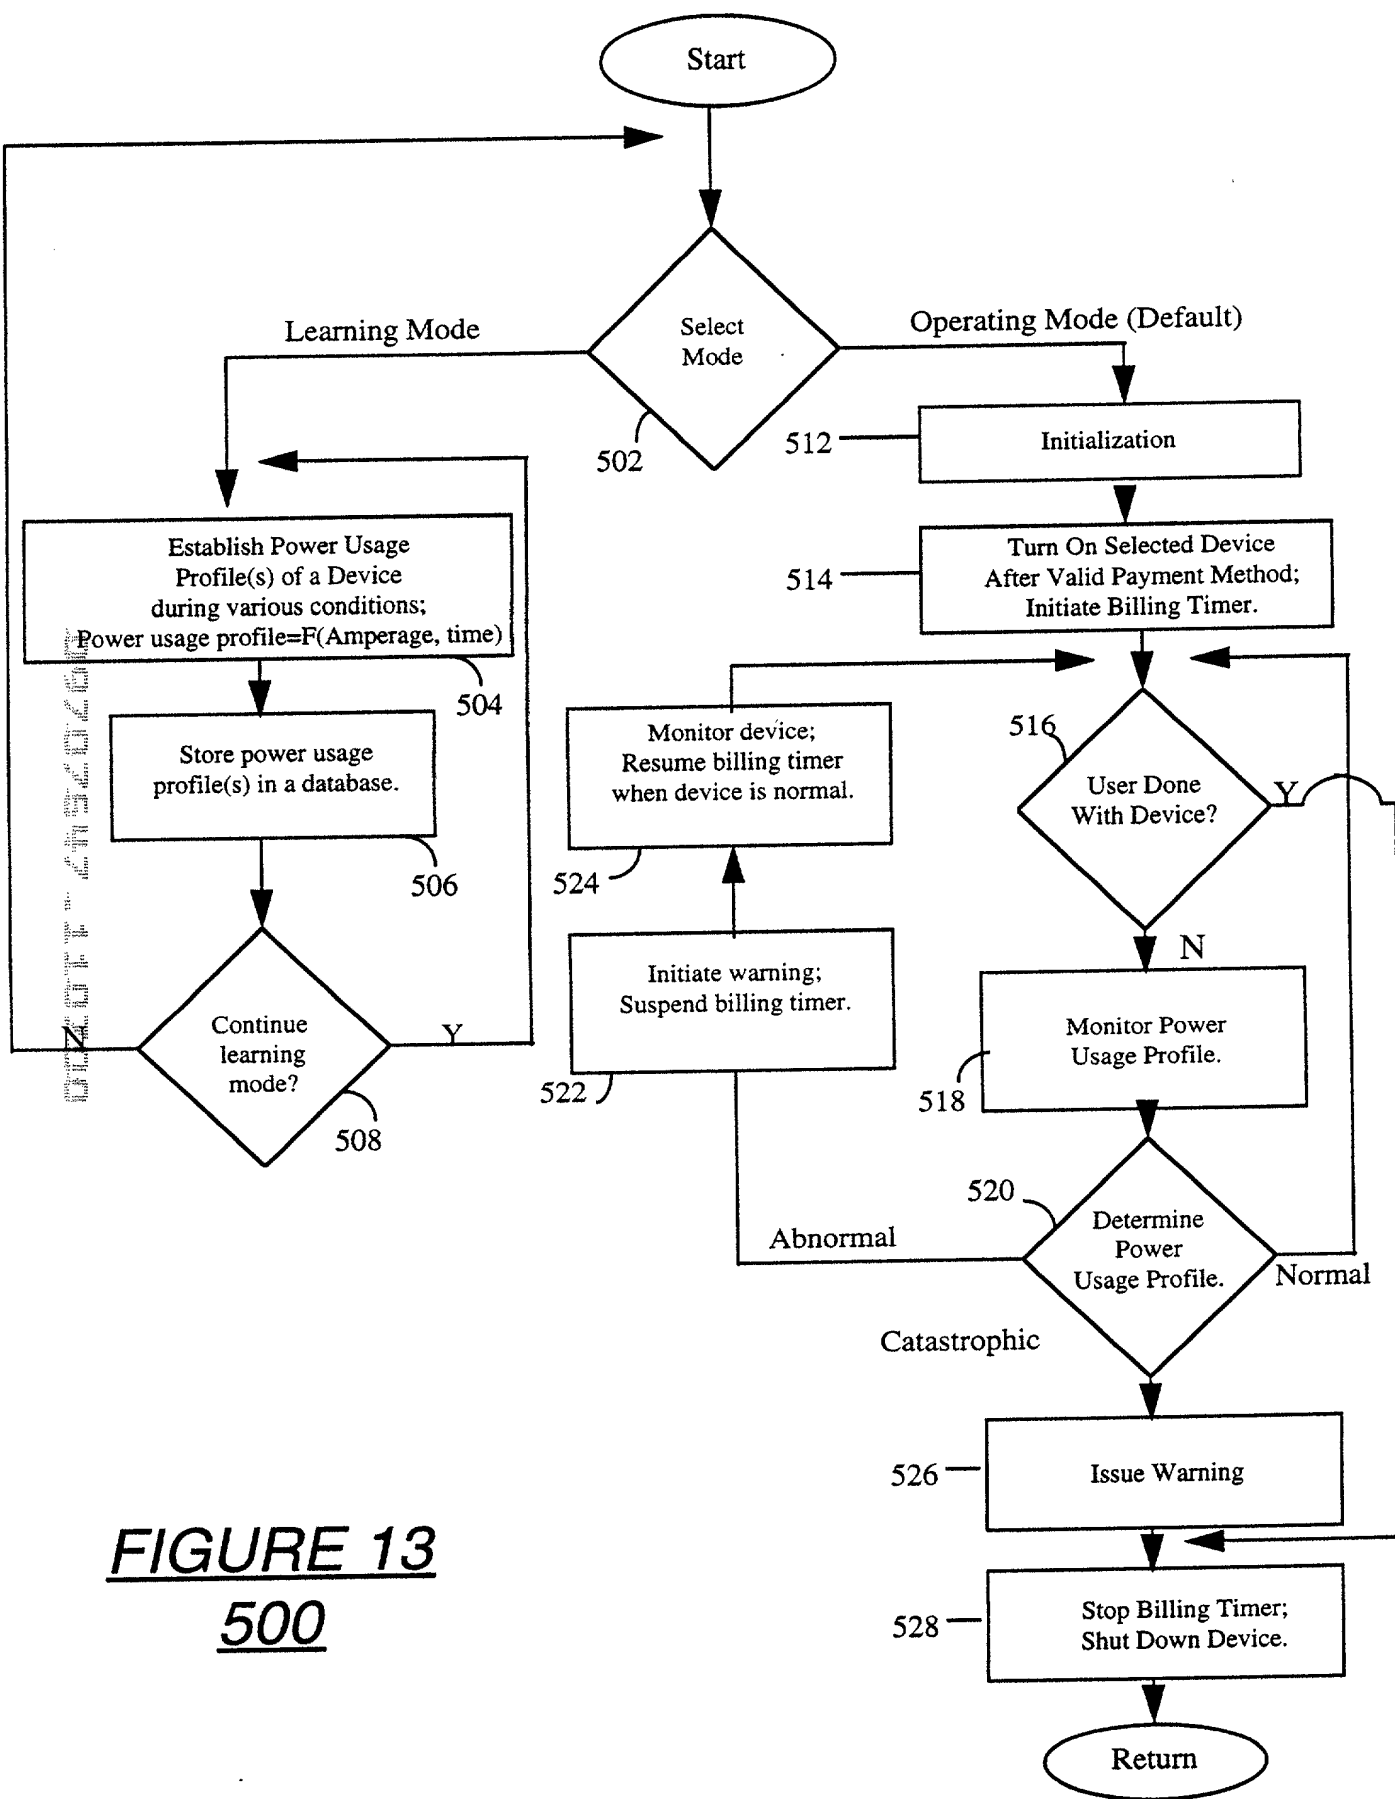 Start
Select
Mode
Learning Mode
Operating Mode (Default)
502
512
Initialization
514
Turn On Selected Device
After Valid Payment Method;
Initiate Billing Timer.
Establish Power Usage
Profile(s) of a Device
during various conditions;
Power usage profile=F(Amperage, time)
504
Store power usage
profile(s) in a database.
506
Continue
learning
mode?
N
Y
508
Monitor device;
Resume billing timer
when device is normal.
524
Initiate warning;
Suspend billing timer.
522
516
User Done
With Device?
Y
N
Monitor Power
Usage Profile.
518
520
Determine
Power
Usage Profile.
Abnormal
Normal
Catastrophic
526
Issue Warning
528
Stop Billing Timer;
Shut Down Device.
Return
FIGURE 13
500